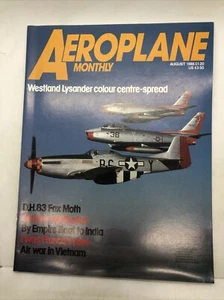 AEROPLANE
MONTHLY
AUGUST
Westland Lysander colour centre-spread
D.H.83 Fox Moth
By Empire Boat to India
Air war in Vietnam